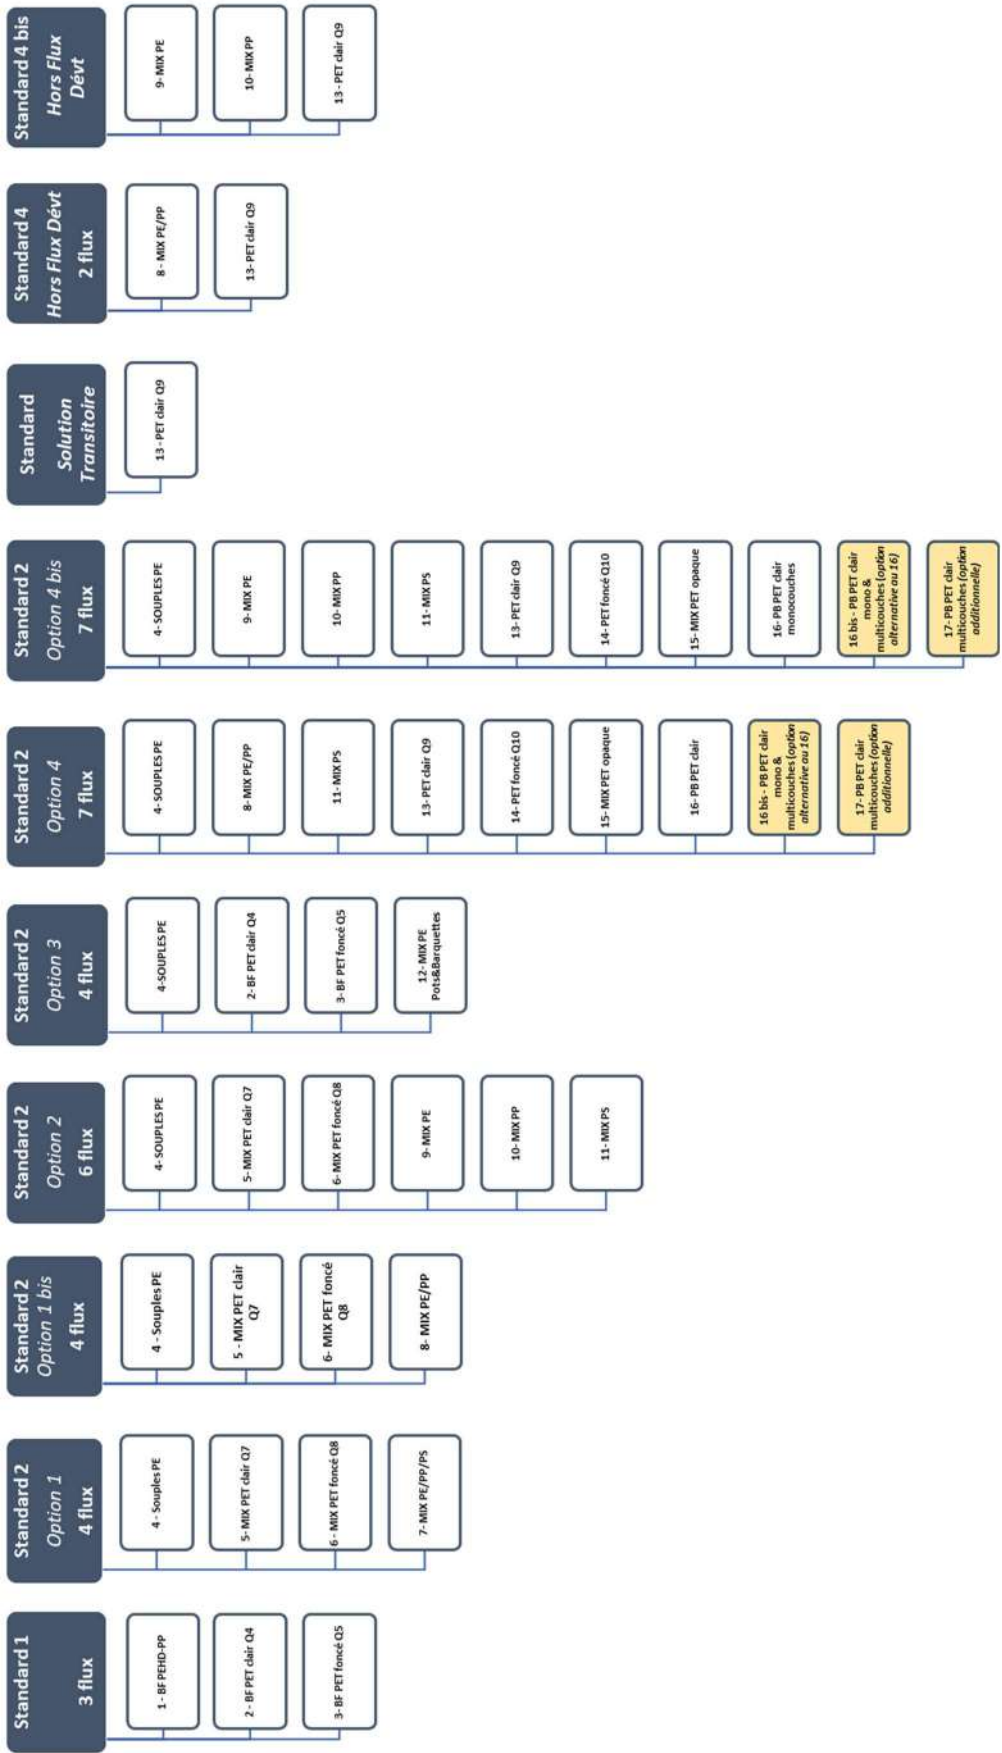 Standard 1
3 flux
1 - BF PEHD-PP
2 - BF PET clair Q4
3- BF PET foncé Q5
Standard 2
Option 1
4 flux
4 - Souples PE
5- MIX PET clair Q7
6 - MIX PET foncé Q8
7- MIX PE/PP/PS
Standard 2
Option 1 bis
4 flux
4 - Souples PE
5 - MIX PET clair
Q7
6- MIX PET foncé
Q8
8- MIX PE/PP
Standard 2
Option 2
6 flux
4- SOUPLES PE
5- MIX PET clair Q7
6- MIX PET foncé Q8
9- MIX PE
10- MIX PP
11- MIX PS
Standard 2
Option 3
4 flux
4-SOUPLES PE
2- BF PET clair Q4
3- BF PET foncé Q5
12- MIX PE
Pots&Barquettes
Standard 2
Option 4
7 flux
4- SOUPLES PE
8- MIX PE/PP
11- MIX PS
13- PET clair Q9
14- PET foncé Q10
15- MIX PET opaque
16- PB PET clair
16 bis - PB PET clair
mono &
multicouches (option
alternative au 16)
17- PB PET clair
multicouches (option
additionnelle)
Standard 2
Option 4 bis
7 flux
4- SOUPLES PE
9- MIX PE
10- MIX PP
11- MIX PS
13- PET clair Q9
14- PET foncé Q10
15- MIX PET opaque
16- PB PET clair
monocouches
16 bis - PB PET clair
mono &
multicouches (option
alternative au 16)
17- PB PET clair
multicouches (option
additionnelle)
Standard
Solution
Transitoire
13 - PET clair Q9
Standard 4
Hors Flux Dévt
2 flux
8 - MIX PE/PP
13- PET clair Q9
Standard 4 bis
Hors Flux
Dévt
9- MIX PE
10- MIX PP
13 - PET clair Q9